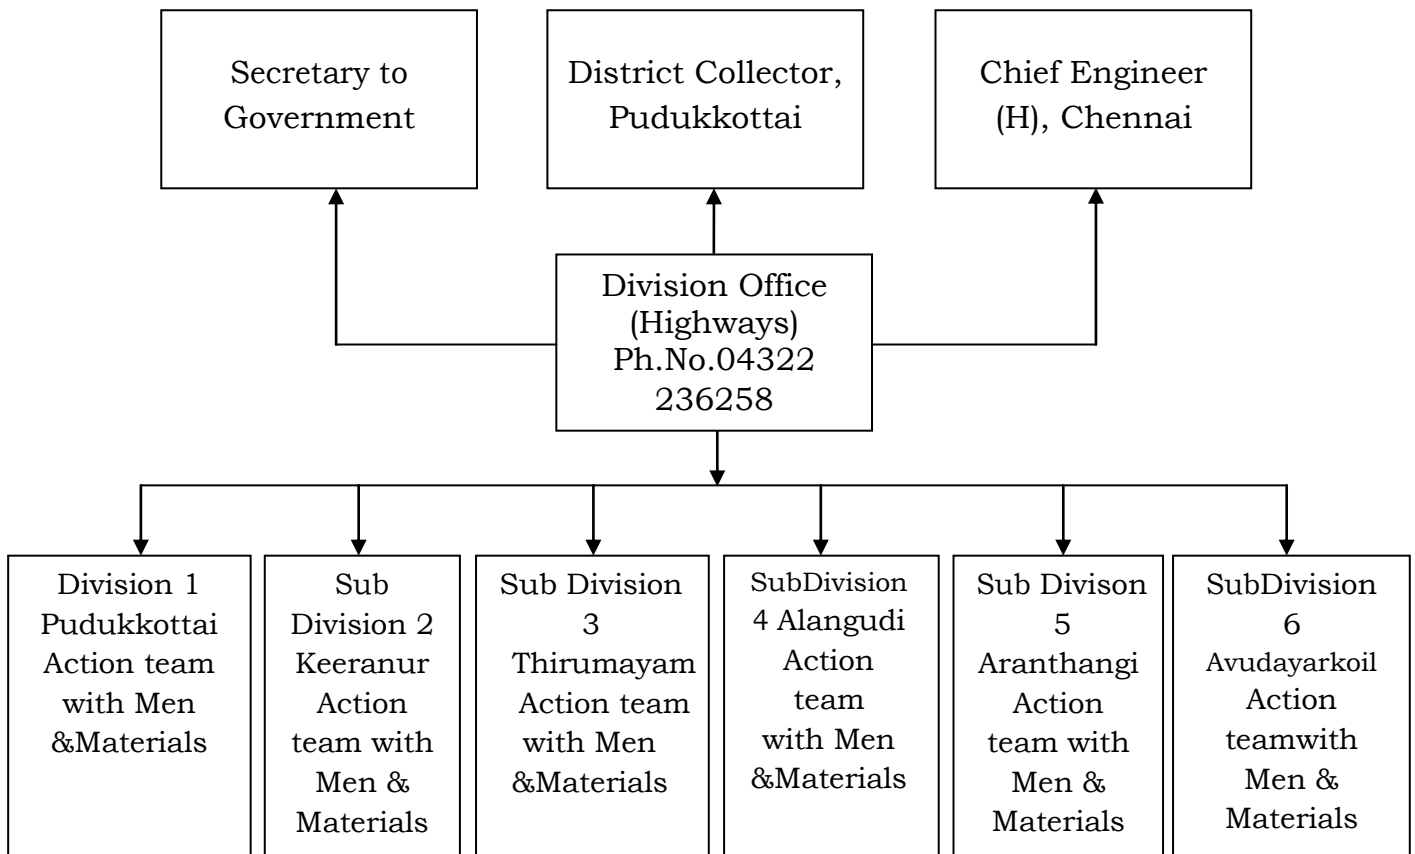 Secretary to
Government
District Collector,
Pudukkottai
Chief Engineer
(H), Chennai
Division Office
(Highways)
Ph.No.04322
236258
Division 1
Pudukkottai
Action team
with Men
&Materials
Sub
Division 2
Keeranur
Action
team with
Men &
Materials
Sub Division
3
Thirumayam
Action team
with Men
&Materials
SubDivision
4 Alangudi
Action
team
with Men
&Materials
Sub Divison
5
Aranthangi
Action
team with
Men &
Materials
SubDivision
6
Avudayarkoil
Action
teamwith
Men &
Materials